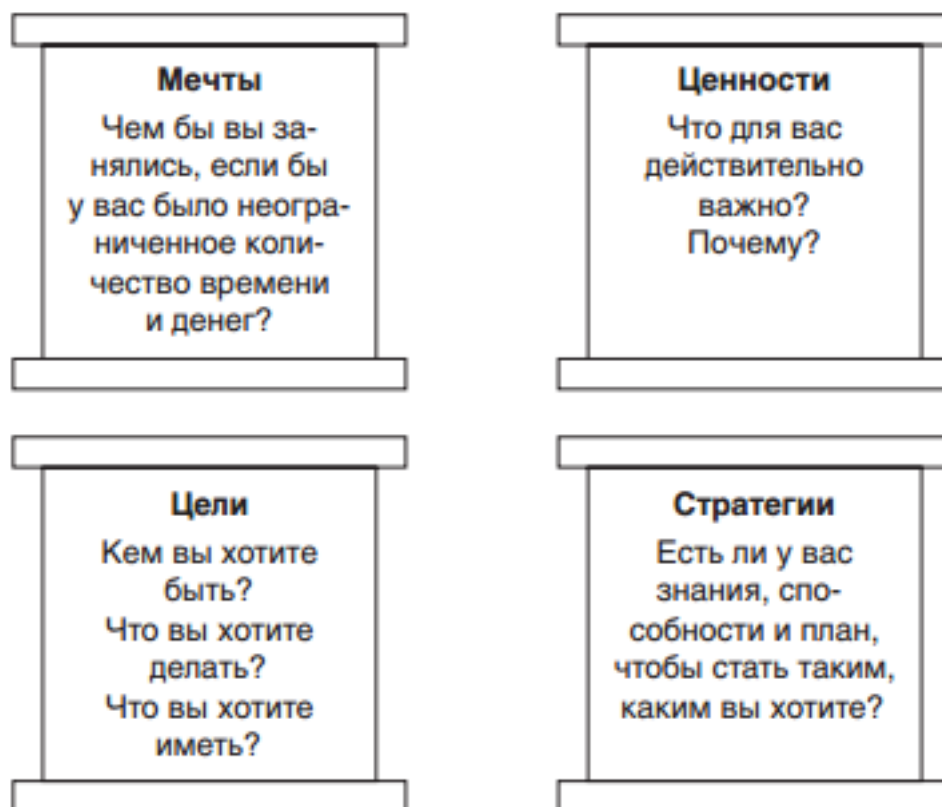 Мечты
Чем бы вы за-
нялись, если бы
у вас было неогра-
ниченное коли-
чество времени
и денег?
Ценности
Что для вас
действительно
важно?
Почему?
Цели
Кем вы хотите
быть?
Что вы хотите
делать?
Что вы хотите
иметь?
Стратегии
Есть ли у вас
знания, спо-
собности и план,
чтобы стать таким,
каким вы хотите?